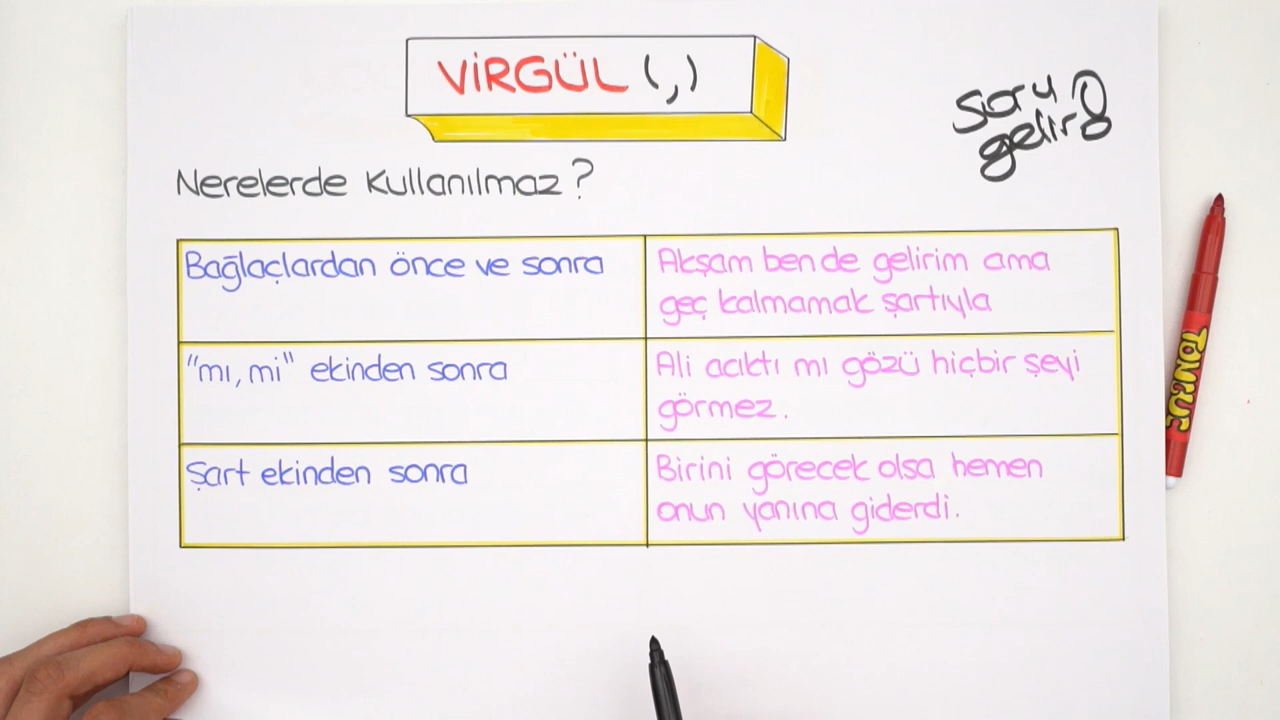 VİRGÜL (,)
Soru
gelir!
Nerelerde Kullanılmaz?
Bağlaçlardan önce ve sonra
Akşam ben de gelirim ama
geç kalmamak şartıyla
"mı, mi" ekinden sonra
Ali acıktı mı gözü hiçbir şeyi
görmez.
Şart ekinden sonra
Birini görecek olsa hemen
onun yanına giderdi.
TOMBUL